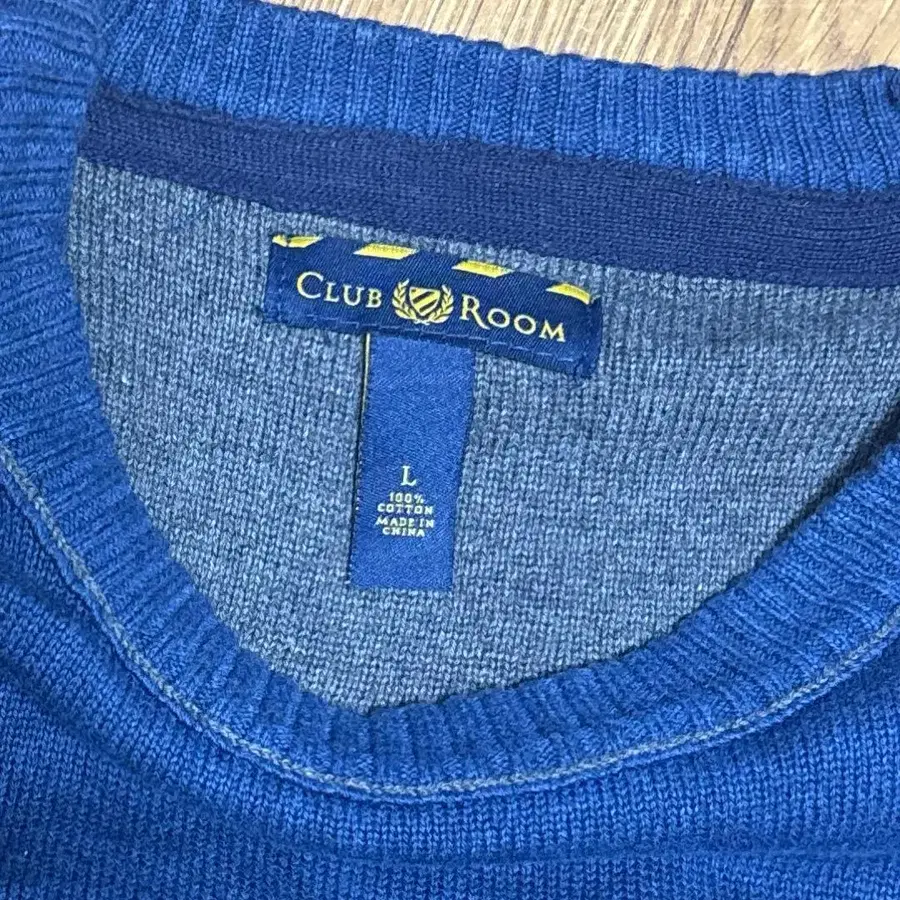 CLUB ROOM
L
100%
COTTON
MADE IN
CHINA